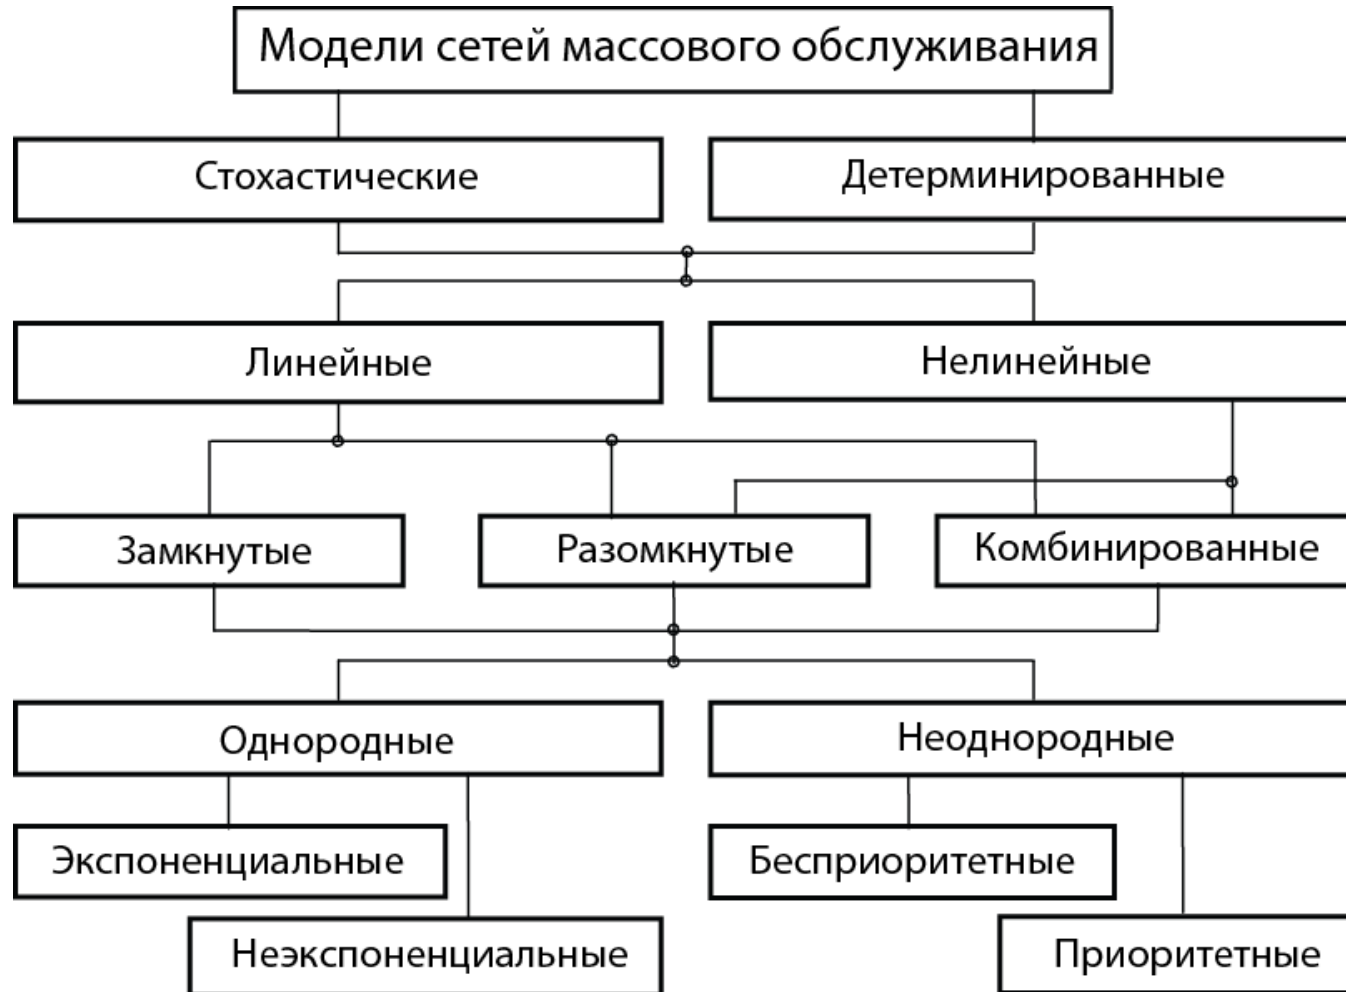 Модели сетей массового обслуживания
Стохастические
Детерминированные
Линейные
Нелинейные
Замкнутые
Разомкнутые
Комбинированные
Однородные
Неоднородные
Экспоненциальные
Бесприоритетные
Неэкспоненциальные
Приоритетные